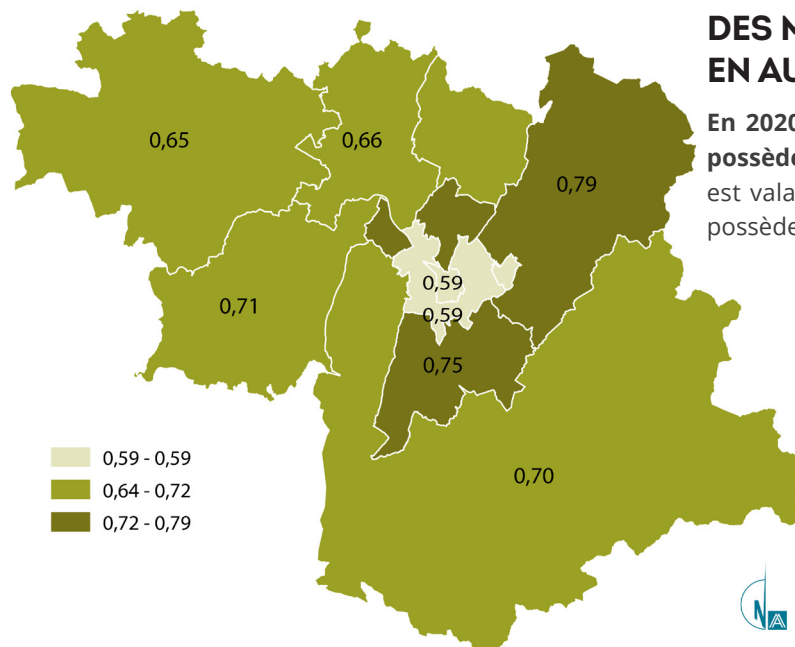 DES N
EN AU
En 2020
possède
est vala
possède
0,65
0,66
0,79
0,59
0,59
0,71
0,75
0,70
0,59 - 0,59
0,64 - 0,72
0,72 - 0,79
N
A